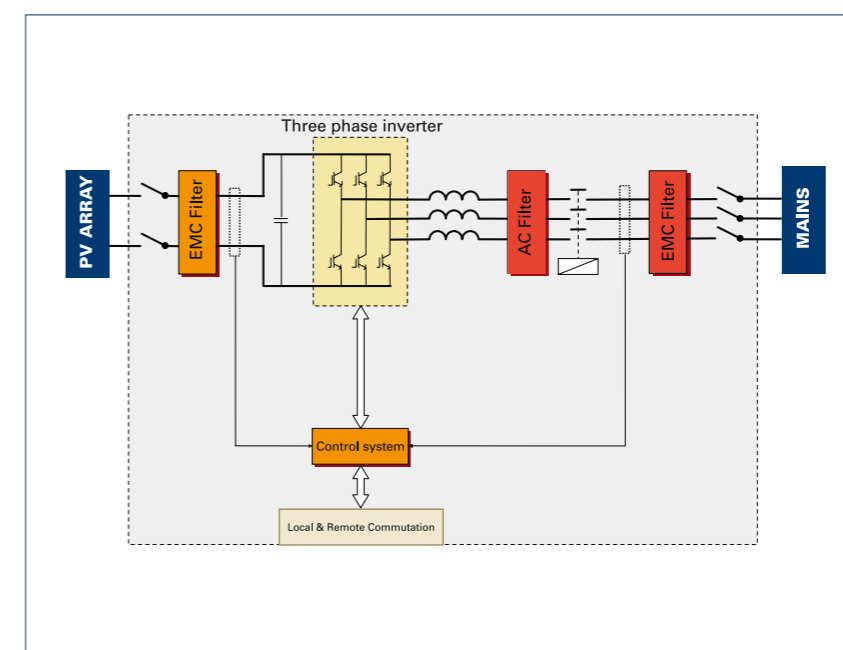 Three phase inverter
PV ARRAY
EMC Filter
AC Filter
EMC Filter
MAINS
Control system
Local & Remote Commutation